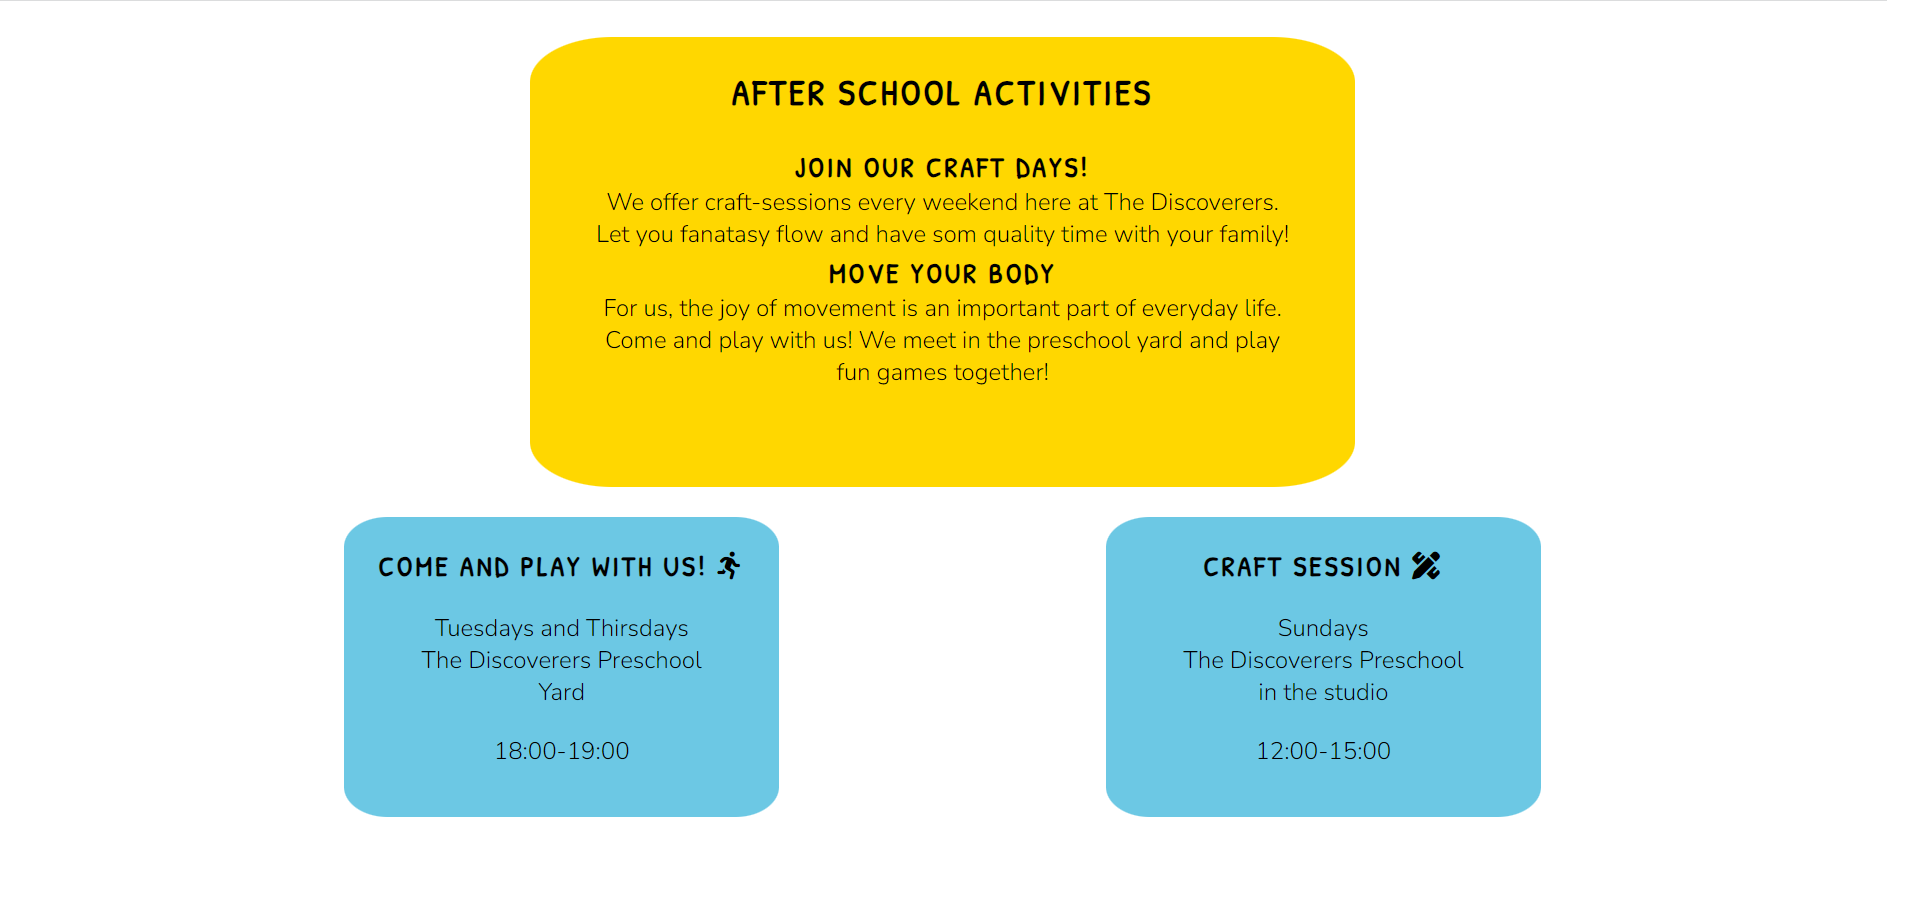 AFTER SCHOOL ACTIVITIES
JOIN OUR CRAFT DAYS!
We offer craft-sessions every weekend here at The Discoverers.
Let you fanatasy flow and have som quality time with your family!
MOVE YOUR BODY
For us, the joy of movement is an important part of everyday life.
Come and play with us! We meet in the preschool yard and play
fun games together!
COME AND PLAY WITH US!
Tuesdays and Thirsdays
The Discoverers Preschool
Yard
18:00-19:00
CRAFT SESSION
Sundays
The Discoverers Preschool
in the studio
12:00-15:00